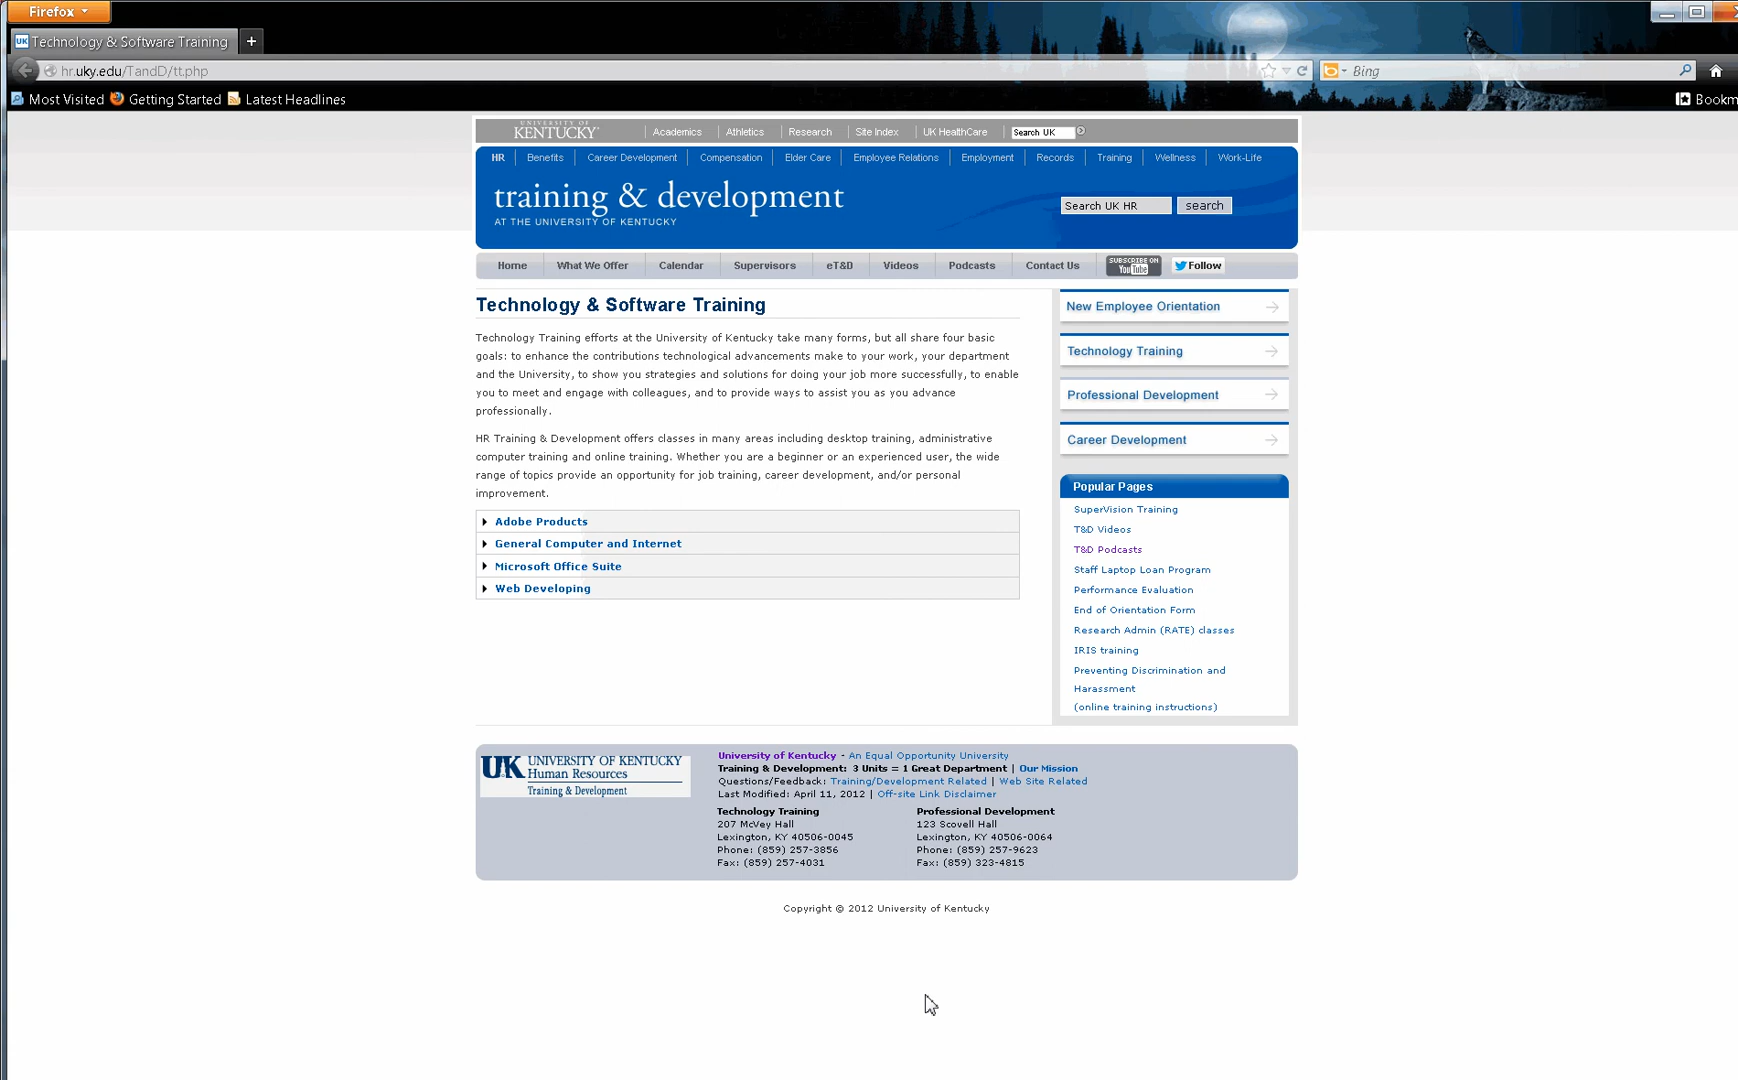 Firefox
Technology & Software Training
+
hr.uky.edu/TandD/tt.php
Bing
Most Visited Getting Started Latest Headlines
Bookm
UNIVERSITY OF
KENTUCKY
Academics Athletics Research Site Index UK HealthCare Search UK
HR Benefits Career Development Compensation Elder Care Employee Relations Employment Records Training Wellness Work-Life
training & development
AT THE UNIVERSITY OF KENTUCKY
Search UK HR search
Home What We Offer Calendar Supervisors eT&D Videos Podcasts Contact Us SUBSCRIBE ON YouTube Follow
Technology & Software Training
Technology Training efforts at the University of Kentucky take many forms, but all share four basic
goals: to enhance the contributions technological advancements make to your work, your department
and the University, to show you strategies and solutions for doing your job more successfully, to enable
you to meet and engage with colleagues, and to provide ways to assist you as you advance
professionally.
HR Training & Development offers classes in many areas including desktop training, administrative
computer training and online training. Whether you are a beginner or an experienced user, the wide
range of topics provide an opportunity for job training, career development, and/or personal
improvement.
Adobe Products
General Computer and Internet
Microsoft Office Suite
Web Developing
New Employee Orientation
Technology Training
Professional Development
Career Development
Popular Pages
SuperVision Training
T&D Videos
T&D Podcasts
Staff Laptop Loan Program
Performance Evaluation
End of Orientation Form
Research Admin (RATE) classes
IRIS training
Preventing Discrimination and
Harassment
(online training instructions)
UK UNIVERSITY OF KENTUCKY
Human Resources
Training & Development
University of Kentucky - An Equal Opportunity University
Training & Development: 3 Units = 1 Great Department | Our Mission
Questions/Feedback: Training/Development Related | Web Site Related
Last Modified: April 11, 2012 | Off-site Link Disclaimer
Technology Training
207 McVey Hall
Lexington, KY 40506-0045
Phone: (859) 257-3856
Fax: (859) 257-4031
Professional Development
123 Scovell Hall
Lexington, KY 40506-0064
Phone: (859) 257-9623
Fax: (859) 323-4815
Copyright © 2012 University of Kentucky